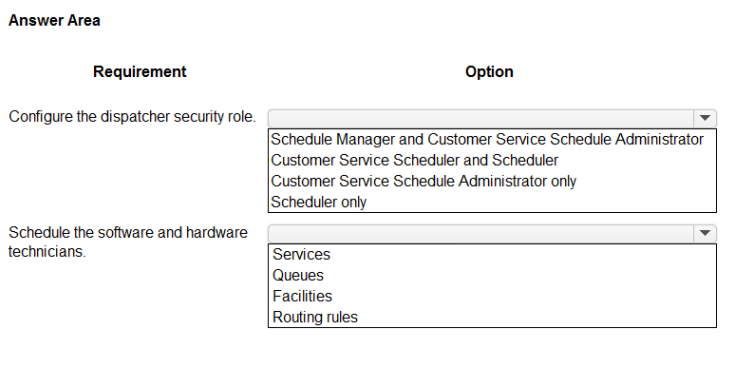 Answer Area
Requirement Option
Configure the dispatcher security role.
Schedule Manager and Customer Service Schedule Administrator
Customer Service Scheduler and Scheduler
Customer Service Schedule Administrator only
Scheduler only
Schedule the software and hardware
technicians.
Services
Queues
Facilities
Routing rules